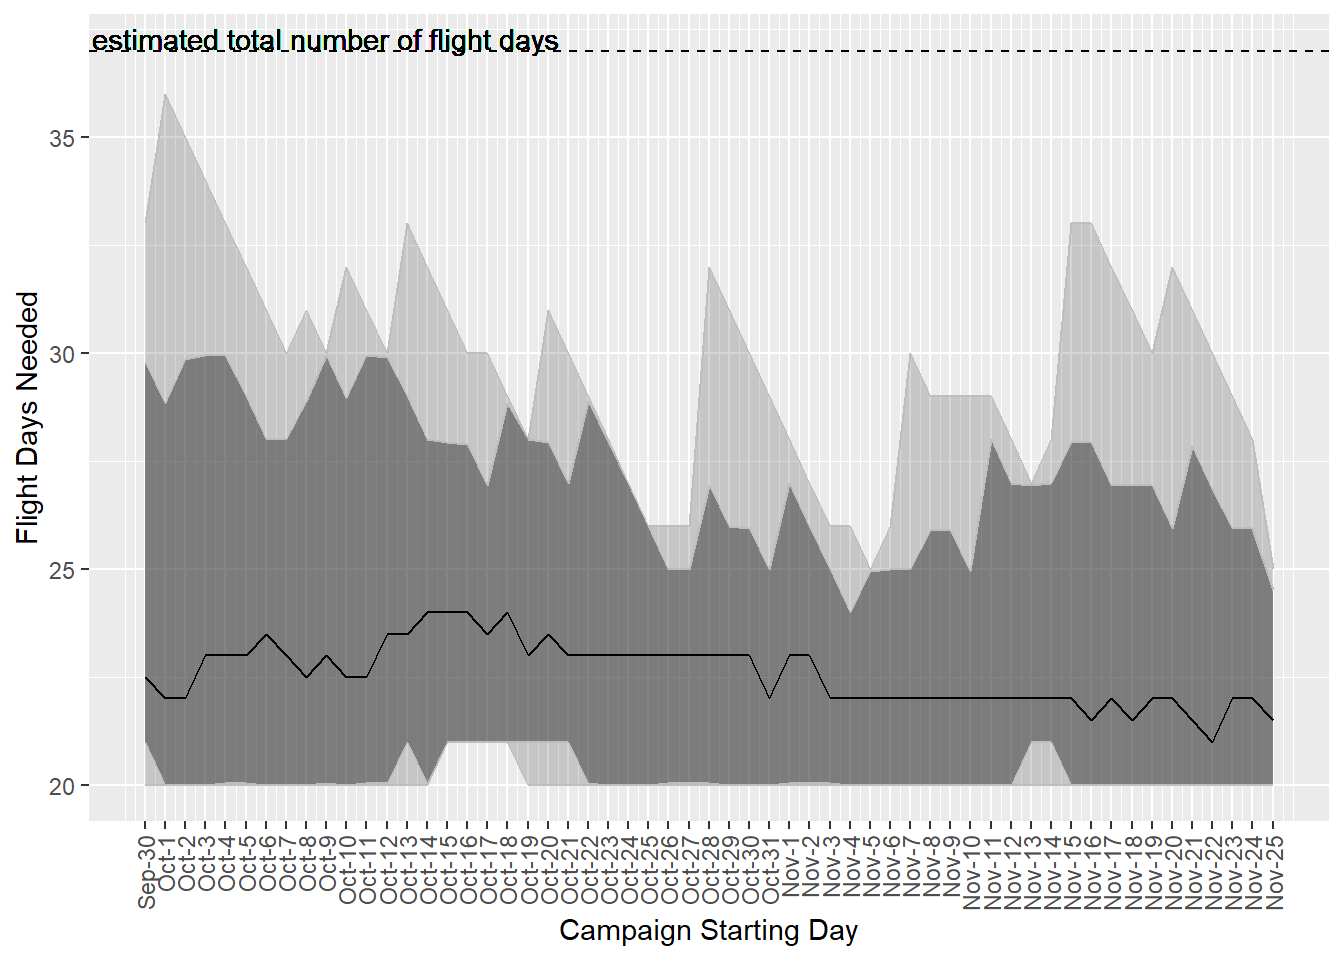 estimated total number of flight days
35
30
25
20
Flight Days Needed
Sep-30
Oct-1
Oct-2
Oct-3
Oct-4
Oct-5
Oct-6
Oct-7
Oct-8
Oct-9
Oct-10
Oct-11
Oct-12
Oct-13
Oct-14
Oct-15
Oct-16
Oct-17
Oct-18
Oct-19
Oct-20
Oct-21
Oct-22
Oct-23
Oct-24
Oct-25
Oct-26
Oct-27
Oct-28
Oct-29
Oct-30
Oct-31
Nov-1
Nov-2
Nov-3
Nov-4
Nov-5
Nov-6
Nov-7
Nov-8
Nov-9
Nov-10
Nov-11
Nov-12
Nov-13
Nov-14
Nov-15
Nov-16
Nov-17
Nov-18
Nov-19
Nov-20
Nov-21
Nov-22
Nov-23
Nov-24
Nov-25
Campaign Starting Day